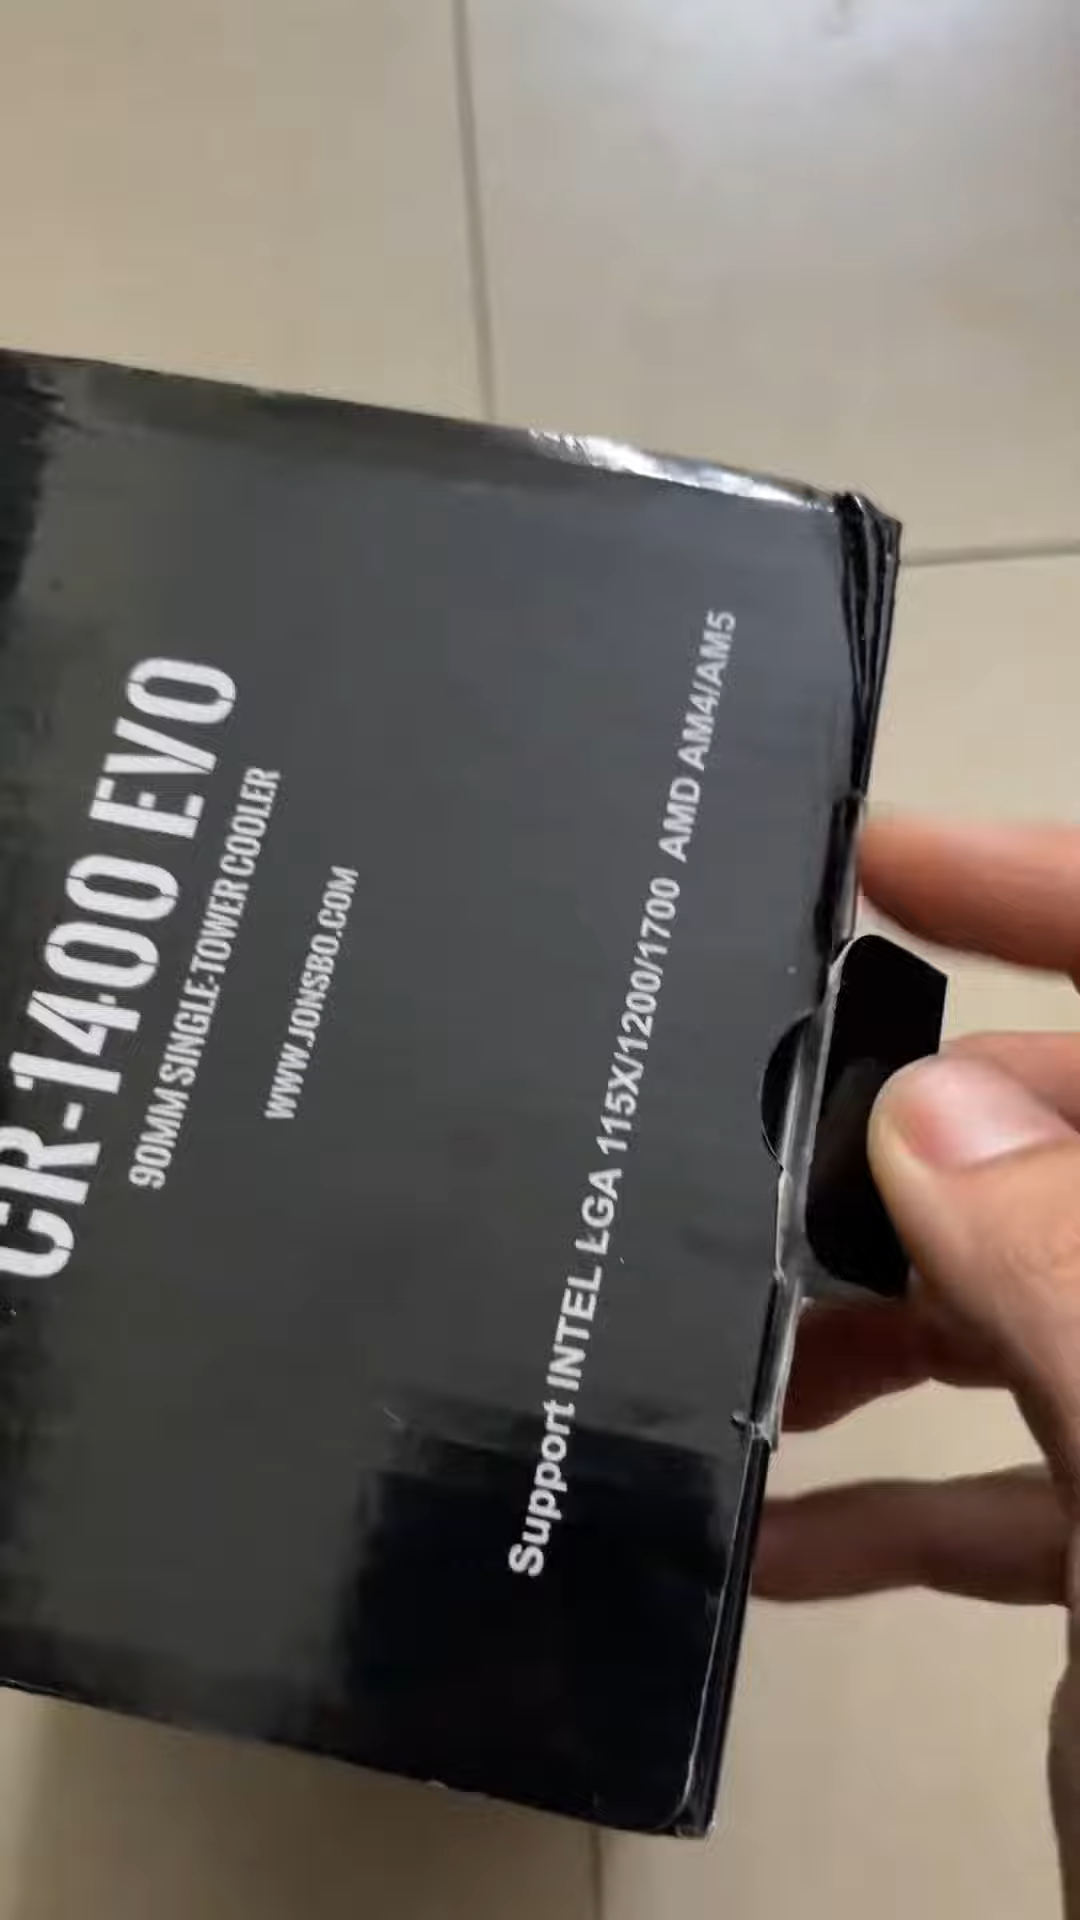 CR-1400 EVO
90MM SINGLE-TOWER COOLER
WWW.JONSBO.COM
Support INTEL LGA 115X/1200/1700 AMD AM4/AM5